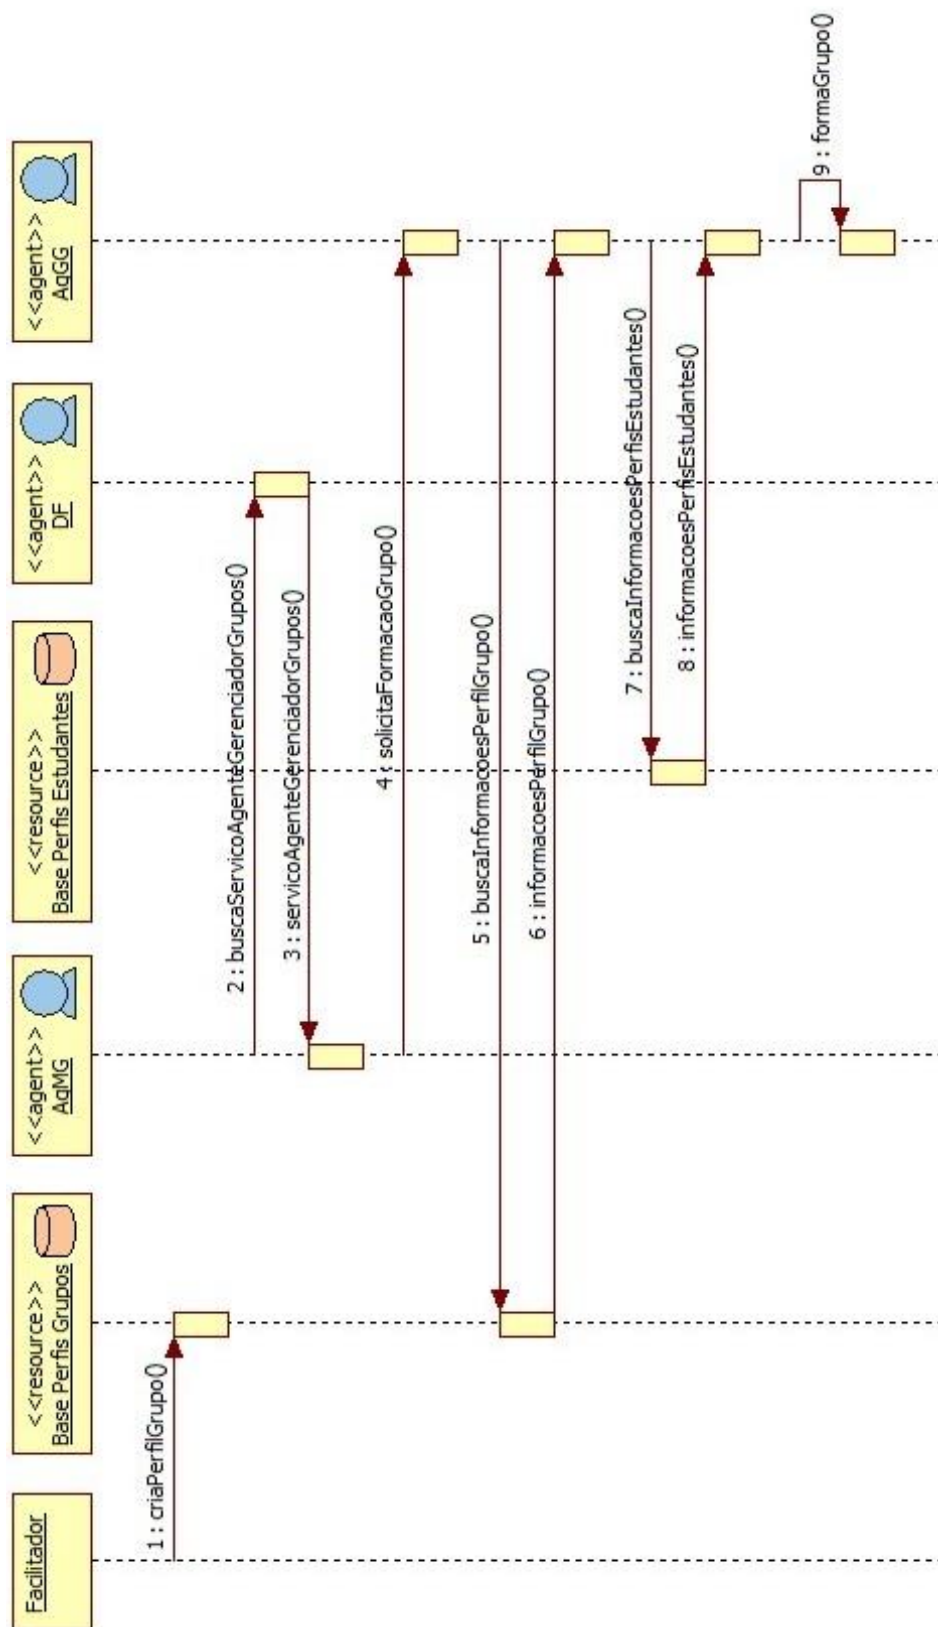 Facilitador
<<resource>>
Base Perfis Grupos
<<agent>>
AgMG
<<resource>>
Base Perfis Estudantes
<<agent>>
DF
<<agent>>
AgGG
1 : criaPerfilGrupo()
2 : buscaServicoAgenteGerenciadorGrupos()
3 : servicoAgenteGerenciadorGrupos()
4 : solicitaFormacaoGrupo()
5 : buscaInformacoesPerfilGrupo()
6 : informacoesPerfilGrupo()
7 : buscaInformacoesPerfisEstudantes()
8 : informacoesPerfisEstudantes()
9 : formaGrupo()